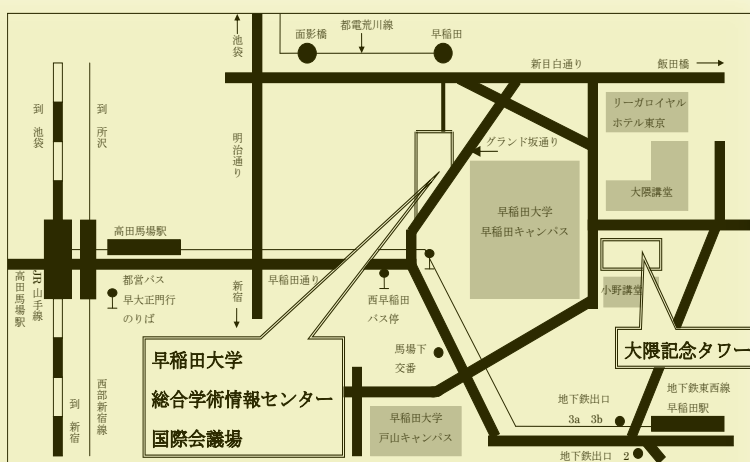 都電荒川線
面影橋
早稲田
池袋
新目白通り
飯田橋
到 池袋
到 所沢
明治通り
グランド坂通り
リーガロイヤル
ホテル東京
大隈講堂
早稲田大学
早稲田キャンパス
高田馬場駅
高田馬場駅
JR 山手線
都営バス
早大正門行
のりば
新宿
早稲田通り
西早稲田
バス停
小野講堂
馬場下
交番
大隈記念タワー
早稲田大学
総合学術情報センター
国際会議場
到 新宿
西部新宿線
早稲田大学
戸山キャンパス
地下鉄出口
3a 3b
地下鉄東西線
早稲田駅
地下鉄出口 2